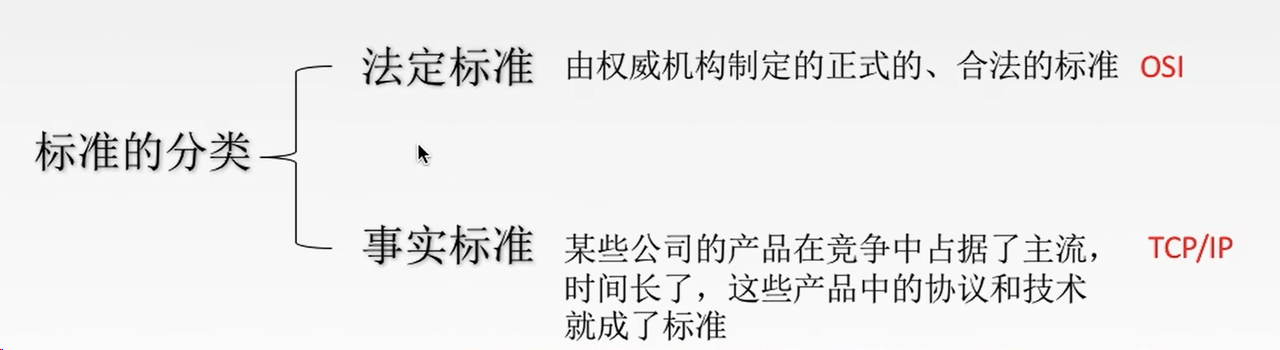 标准的分类
法定标准 由权威机构制定的正式的、合法的标准 OSI
事实标准 某些公司的产品在竞争中占据了主流， TCP/IP
时间长了，这些产品中的协议和技术
就成了标准